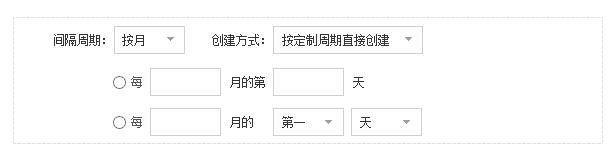 间隔周期： 按月 创建方式： 按定制周期直接创建
每 月的第 天
每 月的 第一 天